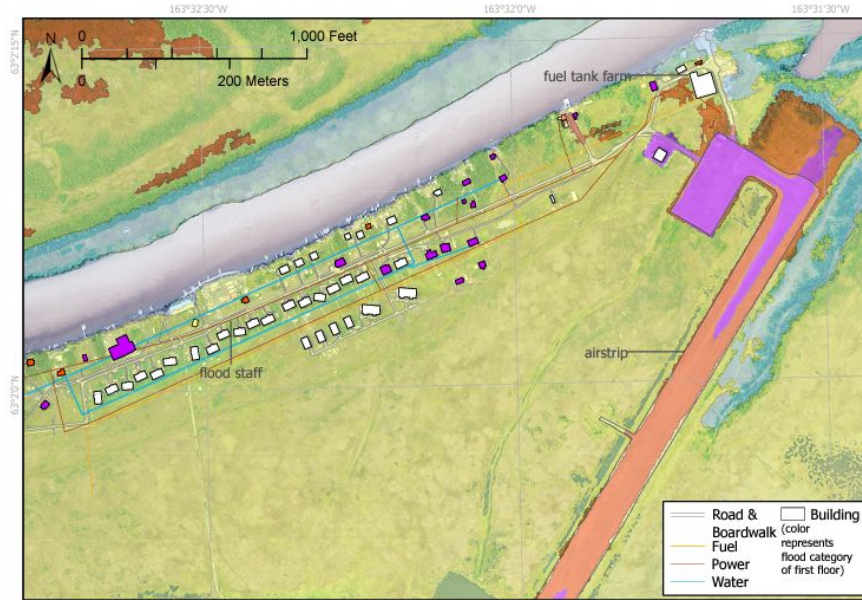 163°32'30"W
163°32'0"W
163°31'30"W
63°2'15"N
N
0
1,000 Feet
0
200 Meters
fuel tank farm
airstrip
flood staff
63°2'0"N
Road &
Boardwalk
Fuel
Power
Water
Building
(color
represents
flood category
of first floor)